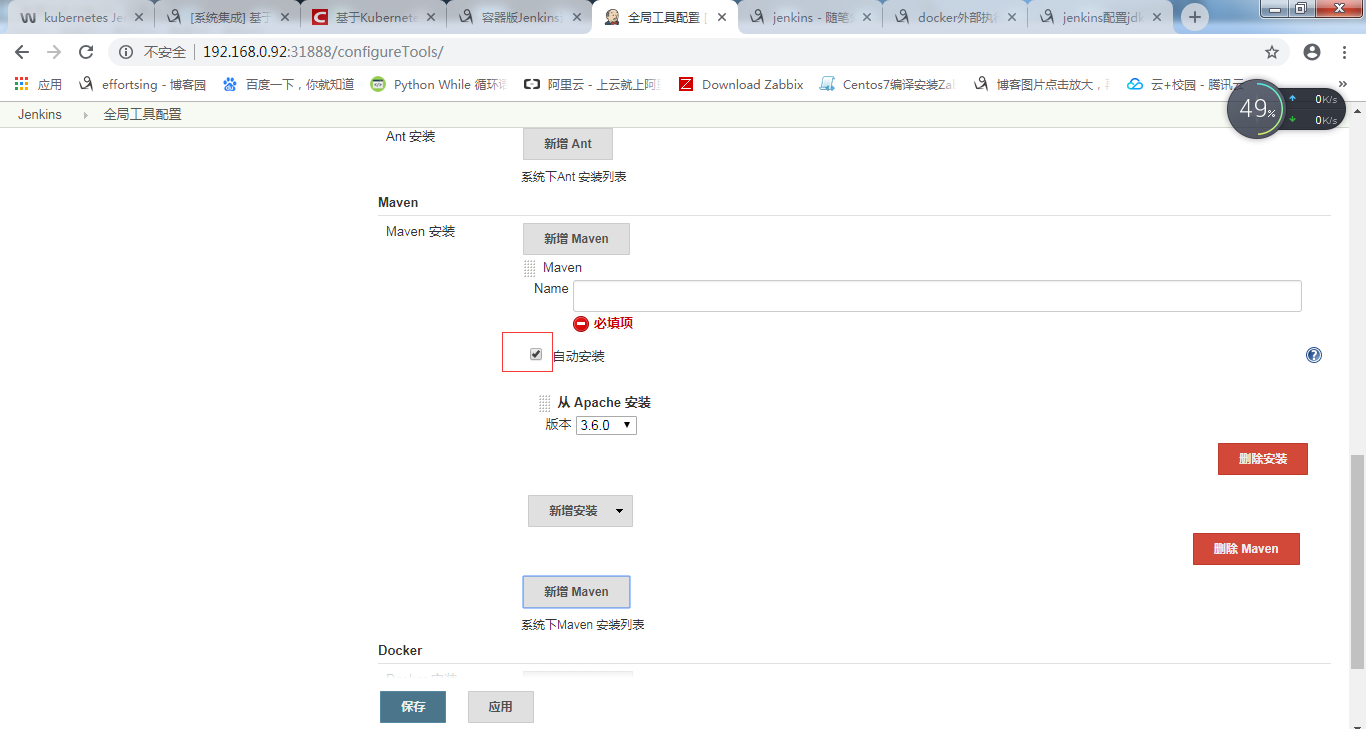 kubernetes Je
[系统集成] 基于
基于Kubernete
容器版Jenkins
全局工具配置 [
jenkins - 随笔
docker外部执
jenkins配置jdk
不安全 | 192.168.0.92:31888/configureTools/
应用
effortsing - 博客园
百度一下，你就知道
Python While 循环语
阿里云 - 上云就上阿
Download Zabbix
Centos7编译安装Zal
博客图片点击放大，
云+校园 - 腾讯云
»
49%
0K/s
0K/s
Jenkins
全局工具配置
Ant 安装
新增 Ant
系统下Ant 安装列表
Maven
Maven 安装
新增 Maven
Maven
Name
必填项
自动安装
从 Apache 安装
版本 3.6.0
删除安装
新增安装
删除 Maven
新增 Maven
系统下Maven 安装列表
Docker
保存
应用